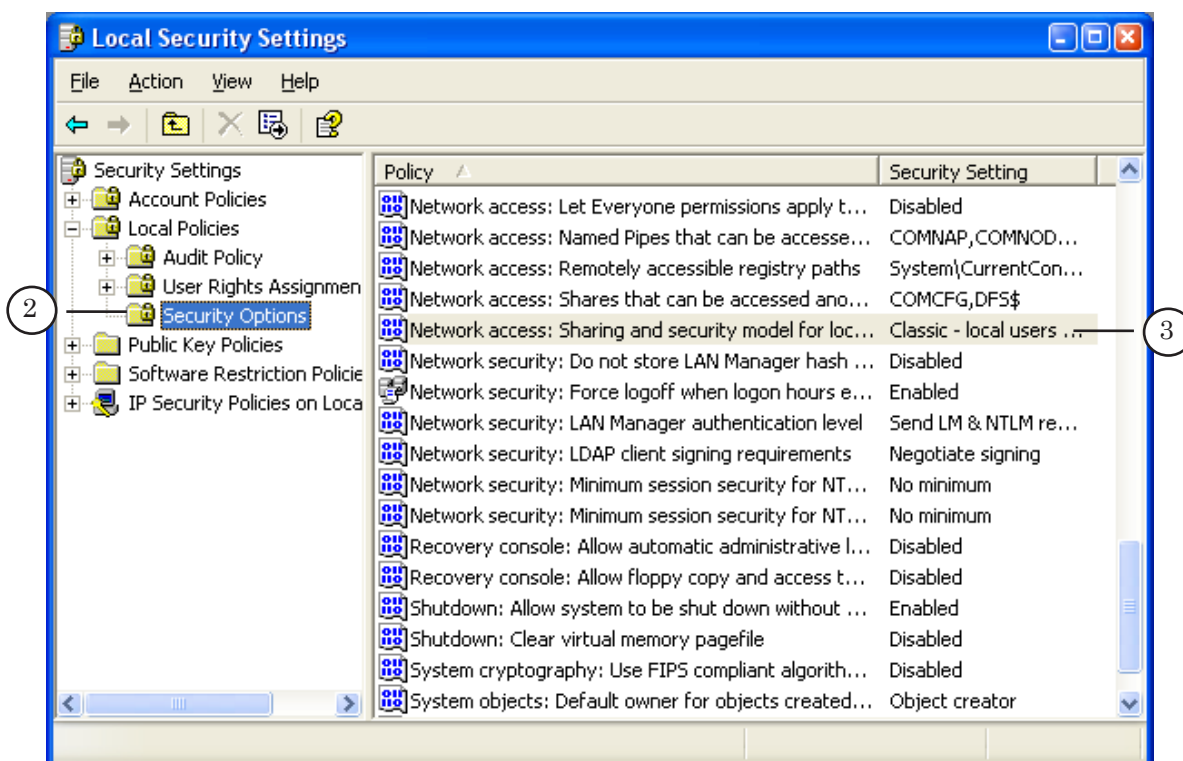 Local Security Settings
File Action View Help
Security Settings
Account Policies
Local Policies
Audit Policy
User Rights Assignmen
2
Security Options
Public Key Policies
Software Restriction Policie
IP Security Policies on Loca
Policy Security Setting
Network access: Let Everyone permissions apply t... Disabled
Network access: Named Pipes that can be accesse... COMNAP,COMNOD...
Network access: Remotely accessible registry paths System\CurrentCon...
Network access: Shares that can be accessed ano... COMCFG,DFS$
Network access: Sharing and security model for loc... Classic - local users ...
3
Network security: Do not store LAN Manager hash ... Disabled
Network security: Force logoff when logon hours e... Enabled
Network security: LAN Manager authentication level Send LM & NTLM re...
Network security: LDAP client signing requirements Negotiate signing
Network security: Minimum session security for NT... No minimum
Network security: Minimum session security for NT... No minimum
Recovery console: Allow automatic administrative l... Disabled
Recovery console: Allow floppy copy and access t... Disabled
Shutdown: Allow system to be shut down without ... Enabled
Shutdown: Clear virtual memory pagefile Disabled
System cryptography: Use FIPS compliant algorith... Disabled
System objects: Default owner for objects created... Object creator